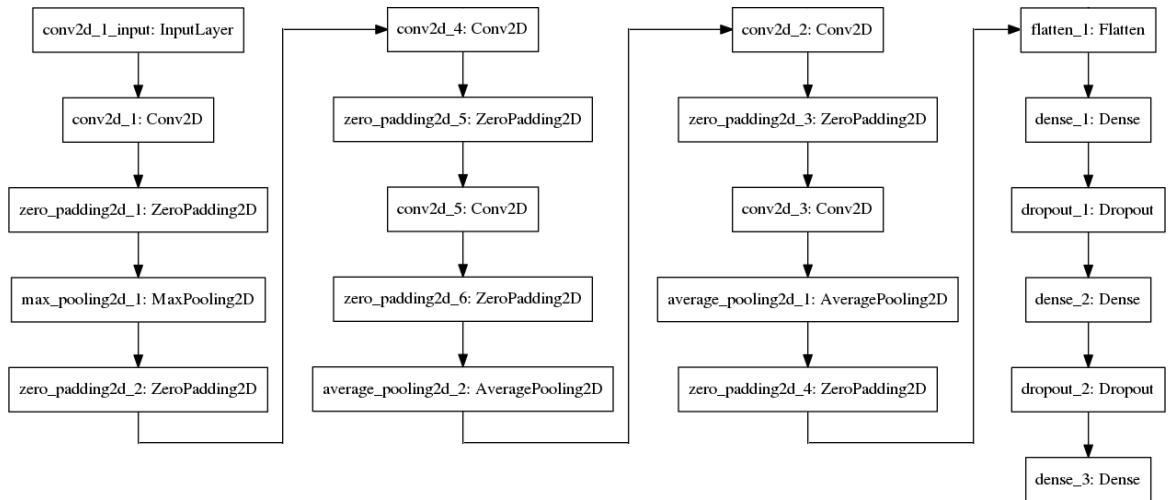 conv2d_1_input: InputLayer
conv2d_1: Conv2D
zero_padding2d_1: ZeroPadding2D
max_pooling2d_1: MaxPooling2D
zero_padding2d_2: ZeroPadding2D
conv2d_4: Conv2D
zero_padding2d_5: ZeroPadding2D
conv2d_5: Conv2D
zero_padding2d_6: ZeroPadding2D
average_pooling2d_2: AveragePooling2D
conv2d_2: Conv2D
zero_padding2d_3: ZeroPadding2D
conv2d_3: Conv2D
average_pooling2d_1: AveragePooling2D
zero_padding2d_4: ZeroPadding2D
flatten_1: Flatten
dense_1: Dense
dropout_1: Dropout
dense_2: Dense
dropout_2: Dropout
dense_3: Dense